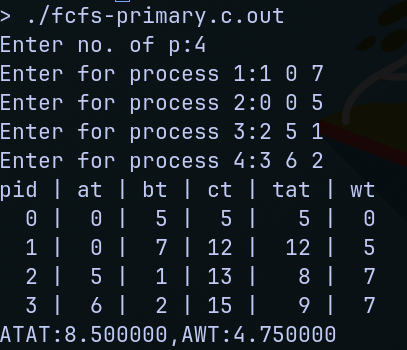 > ./fcfs-primary.c.out
Enter no. of p:4
Enter for process 1:1 0 7
Enter for process 2:0 0 5
Enter for process 3:2 5 1
Enter for process 4:3 6 2
pid | at | bt | ct | tat | wt
  0 |  0 |  5 |  5 |   5 |  0
  1 |  0 |  7 | 12 |  12 |  5
  2 |  5 |  1 | 13 |   8 |  7
  3 |  6 |  2 | 15 |   9 |  7
ATAT:8.500000,AWT:4.750000